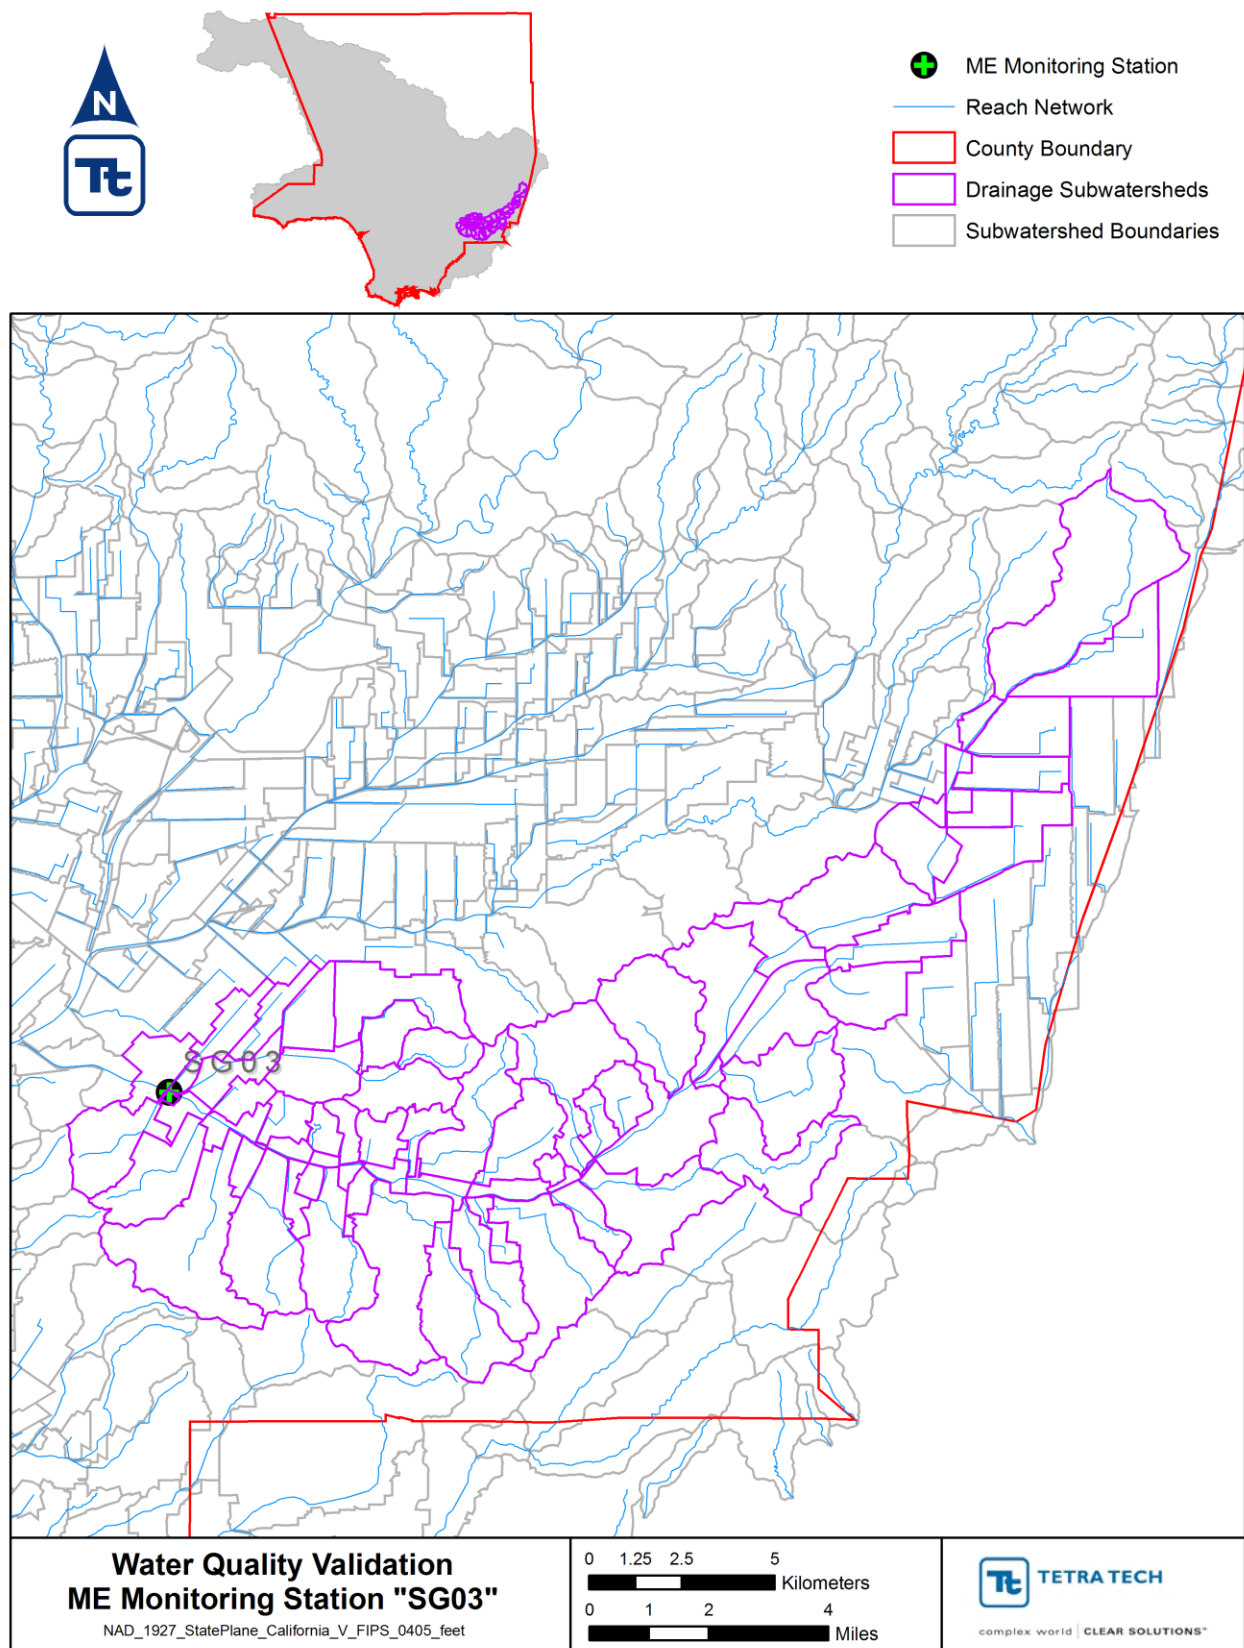 N
Tt
ME Monitoring Station
Reach Network
County Boundary
Drainage Subwatersheds
Subwatershed Boundaries
SG03
Water Quality Validation
ME Monitoring Station "SG03"
NAD_1927_StatePlane_California_V_FIPS_0405_feet
0 1.25 2.5 5
Kilometers
0 1 2 4
Miles
Tt TETRA TECH
complex world | CLEAR SOLUTIONS™